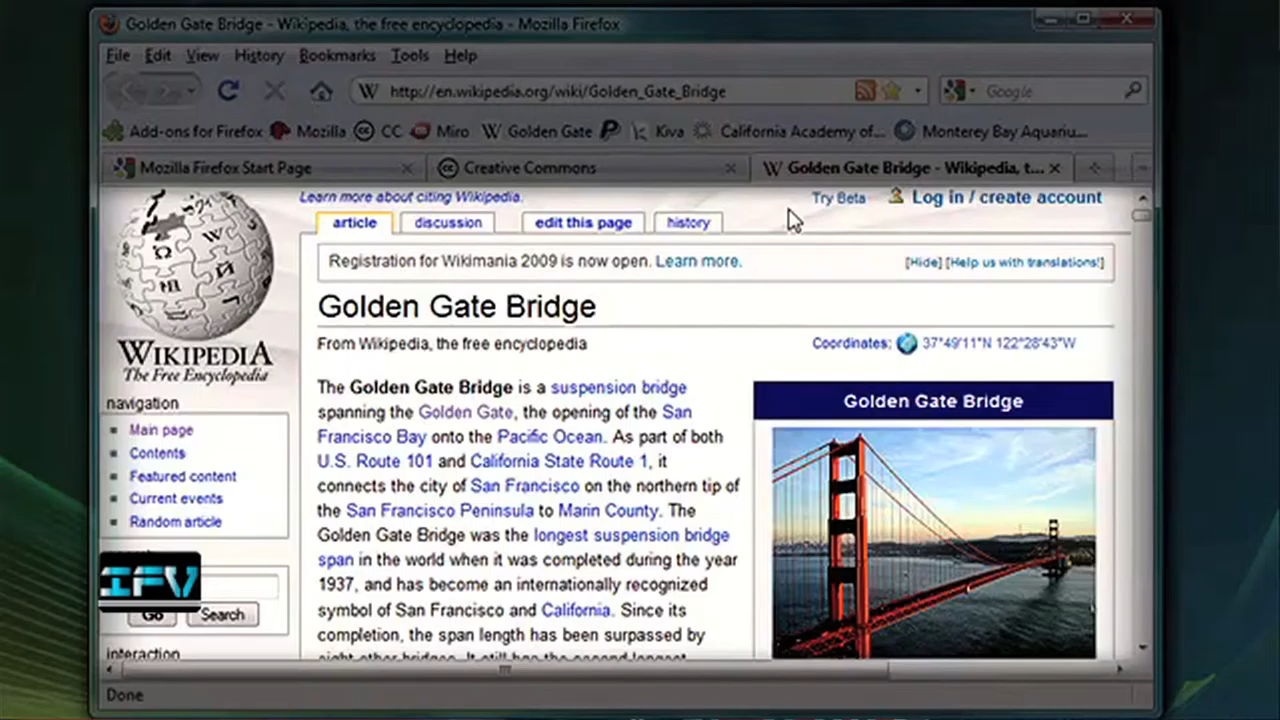 Golden Gate Bridge - Wikipedia, the free encyclopedia - Mozilla Firefox
File Edit View History Bookmarks Tools Help
http://en.wikipedia.org/wiki/Golden_Gate_Bridge
Google
Add-ons for Firefox Mozilla CC Miro Golden Gate Kiva California Academy of... Monterey Bay Aquariu...
Mozilla Firefox Start Page Creative Commons Golden Gate Bridge - Wikipedia, t...
Learn more about citing Wikipedia.
Try Beta Log in / create account
article discussion edit this page history
Registration for Wikimania 2009 is now open. Learn more. [Hide] [Help us with translations!]
Golden Gate Bridge
From Wikipedia, the free encyclopedia
Coordinates: 37°49′11″N 122°28′43″W
WIKIPEDIA
The Free Encyclopedia
navigation
Main page
Contents
Featured content
Current events
Random article
IFV
Go Search
interaction
The Golden Gate Bridge is a suspension bridge
spanning the Golden Gate, the opening of the San
Francisco Bay onto the Pacific Ocean. As part of both
U.S. Route 101 and California State Route 1, it
connects the city of San Francisco on the northern tip of
the San Francisco Peninsula to Marin County. The
Golden Gate Bridge was the longest suspension bridge
span in the world when it was completed during the year
1937, and has become an internationally recognized
symbol of San Francisco and California. Since its
completion, the span length has been surpassed by
eight other bridges. It still has the second longest
Golden Gate Bridge
Done